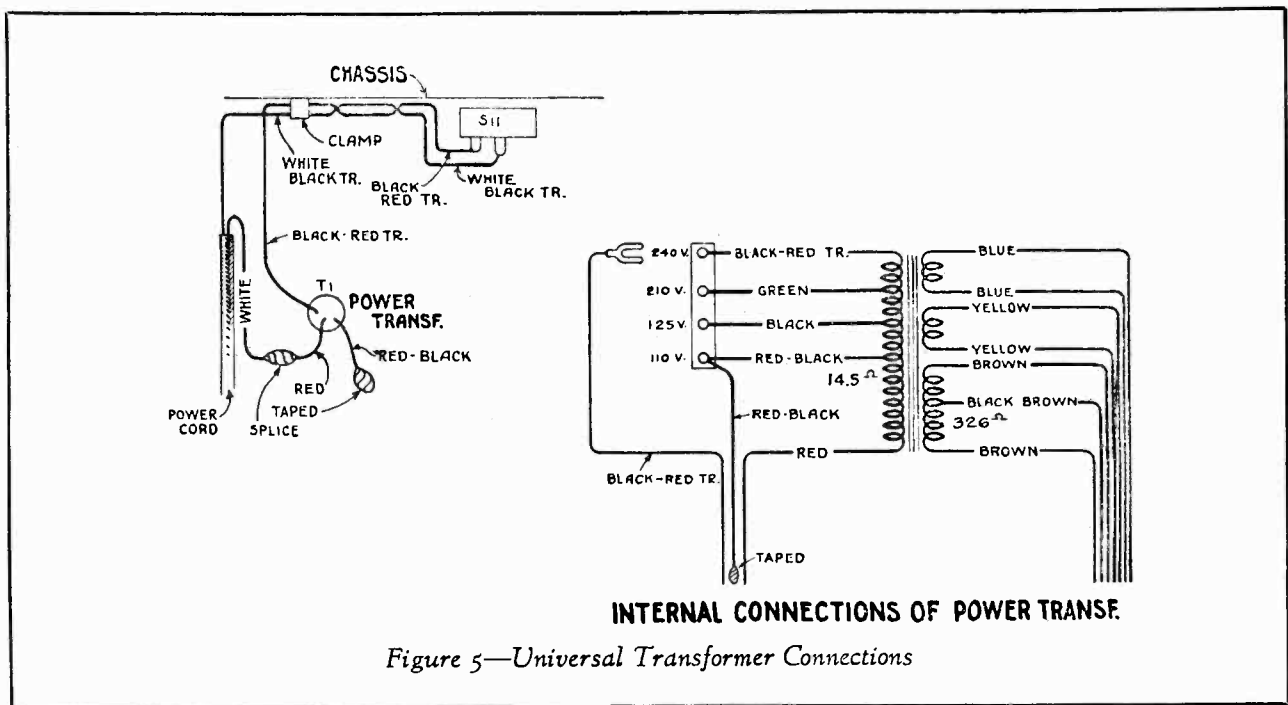 CHASSIS
S11
CLAMP
WHITE
BLACK TR.
BLACK
RED TR.
WHITE
BLACK TR.
BLACK-RED TR.
WHITE
T1
POWER
TRANSF.
RED-BLACK
RED
TAPED
SPLICE
POWER
CORD
240 V.
BLACK-RED TR.
BLUE
210 V.
GREEN
BLUE
YELLOW
125 V.
BLACK
YELLOW
110 V.
RED-BLACK
BROWN
14.5 Ω
BLACK BROWN
326 Ω
RED-BLACK
RED
BROWN
BLACK-RED TR.
TAPED
INTERNAL CONNECTIONS OF POWER TRANSF.
Figure 5—Universal Transformer Connections